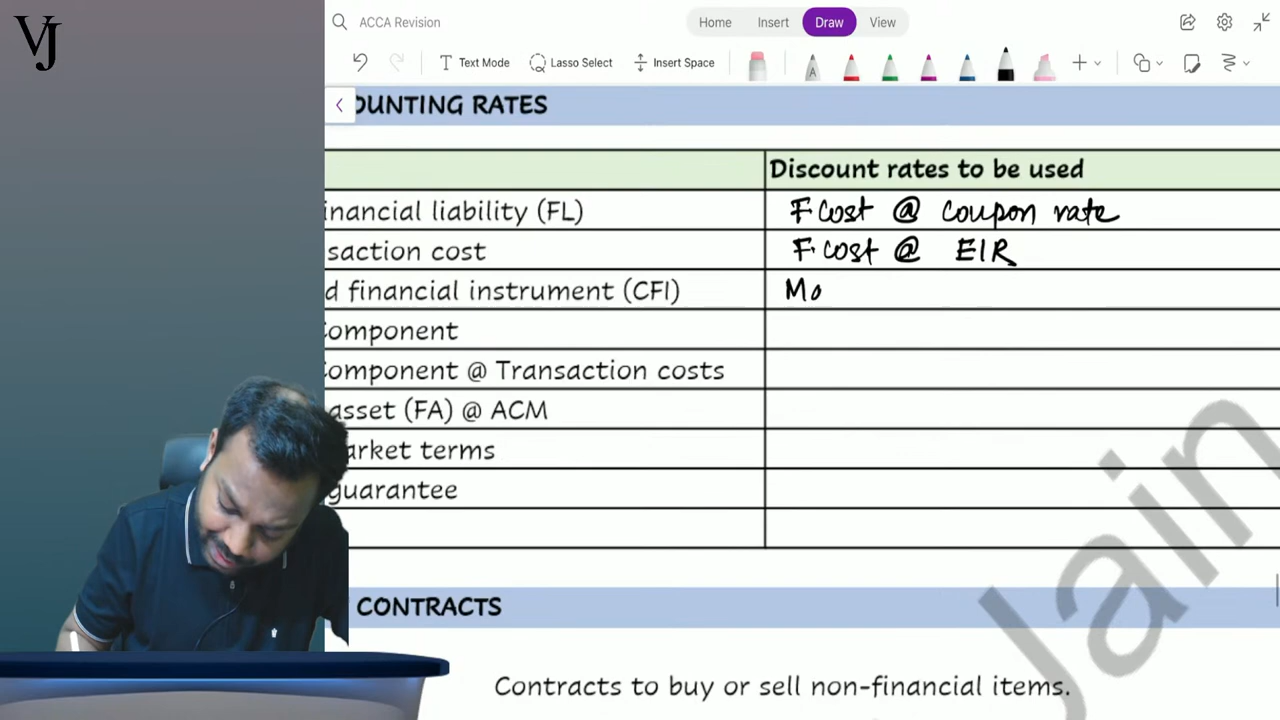 VJ
ACCA Revision
Home Insert Draw View
Text Mode Lasso Select Insert Space
OUNTING RATES
Discount rates to be used
inancial liability (FL) F cost @ coupon rate
saction cost F. cost @ EIR
d financial instrument (CFI) Mo
omponent
omponent @ Transaction costs
asset (FA) @ ACM
arket terms
guarantee
CONTRACTS
Contracts to buy or sell non-financial items.
Jain